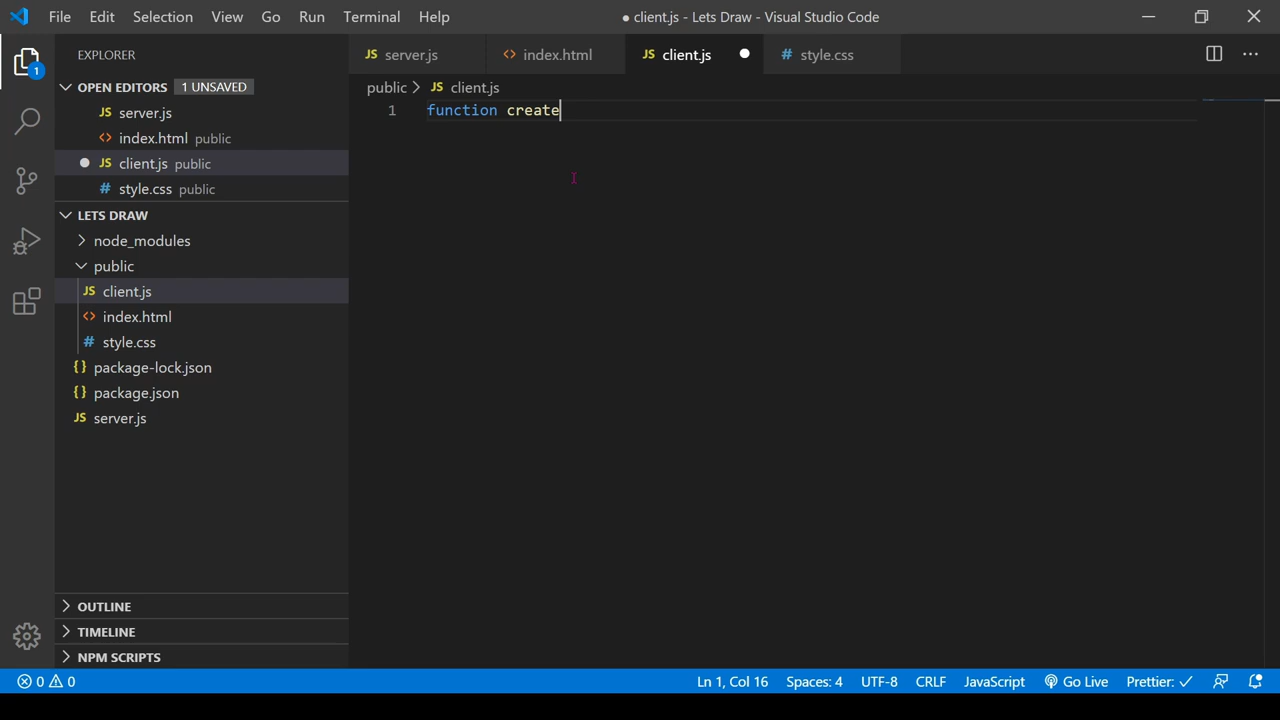 File Edit Selection View Go Run Terminal Help ● client.js - Lets Draw - Visual Studio Code
EXPLORER
JS server.js <> index.html JS client.js ● # style.css
1
OPEN EDITORS 1 UNSAVED
public > JS client.js
JS server.js
<> index.html public
● JS client.js public
# style.css public
1 function create
LETS DRAW
node_modules
public
JS client.js
<> index.html
# style.css
{} package-lock.json
{} package.json
JS server.js
OUTLINE
TIMELINE
NPM SCRIPTS
0 0 Ln 1, Col 16 Spaces: 4 UTF-8 CRLF JavaScript Go Live Prettier: ✓